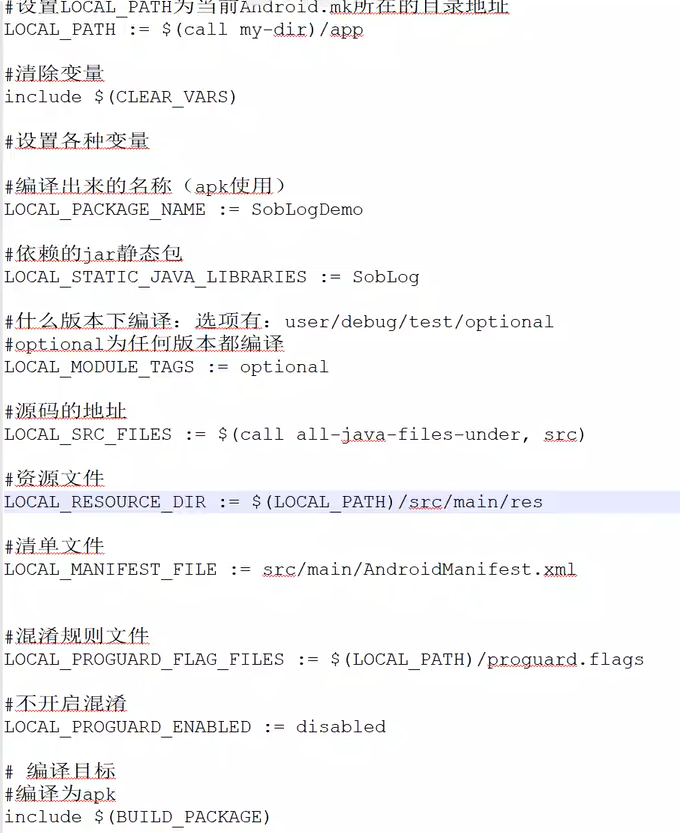 #设置LOCAL_PATH为当前Android.mk所在的目录地址
LOCAL_PATH := $(call my-dir)/app
#清除变量
include $(CLEAR_VARS)
#设置各种变量
#编译出来的名称（apk使用）
LOCAL_PACKAGE_NAME := SobLogDemo
#依赖的jar静态包
LOCAL_STATIC_JAVA_LIBRARIES := SobLog
#什么版本下编译：选项有：user/debug/test/optional
#optional为任何版本都编译
LOCAL_MODULE_TAGS := optional
#源码的地址
LOCAL_SRC_FILES := $(call all-java-files-under, src)
#资源文件
LOCAL_RESOURCE_DIR := $(LOCAL_PATH)/src/main/res
#清单文件
LOCAL_MANIFEST_FILE := src/main/AndroidManifest.xml
#混淆规则文件
LOCAL_PROGUARD_FLAG_FILES := $(LOCAL_PATH)/proguard.flags
#不开启混淆
LOCAL_PROGUARD_ENABLED := disabled
# 编译目标
#编译为apk
include $(BUILD_PACKAGE)